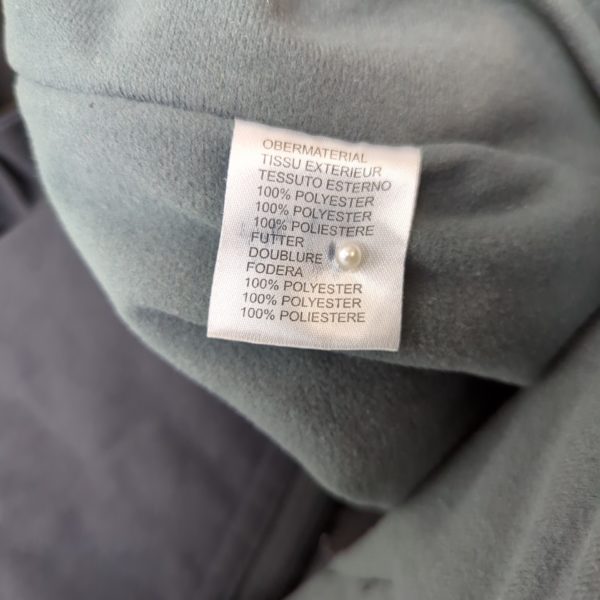 OBERMATERIAL
TISSU EXTERIEUR
TESSUTO ESTERNO
100% POLYESTER
100% POLYESTER
100% POLIESTERE
FUTTER
DOUBLURE
FODERA
100% POLYESTER
100% POLYESTER
100% POLIESTERE